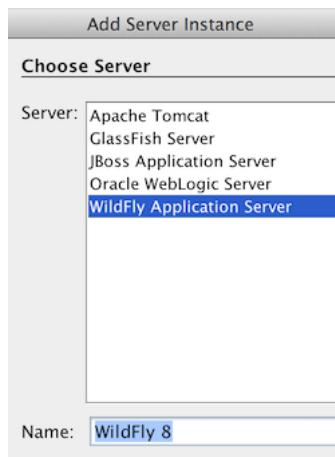 Add Server Instance
Choose Server
Server:
Apache Tomcat
GlassFish Server
JBoss Application Server
Oracle WebLogic Server
WildFly Application Server
Name: WildFly 8